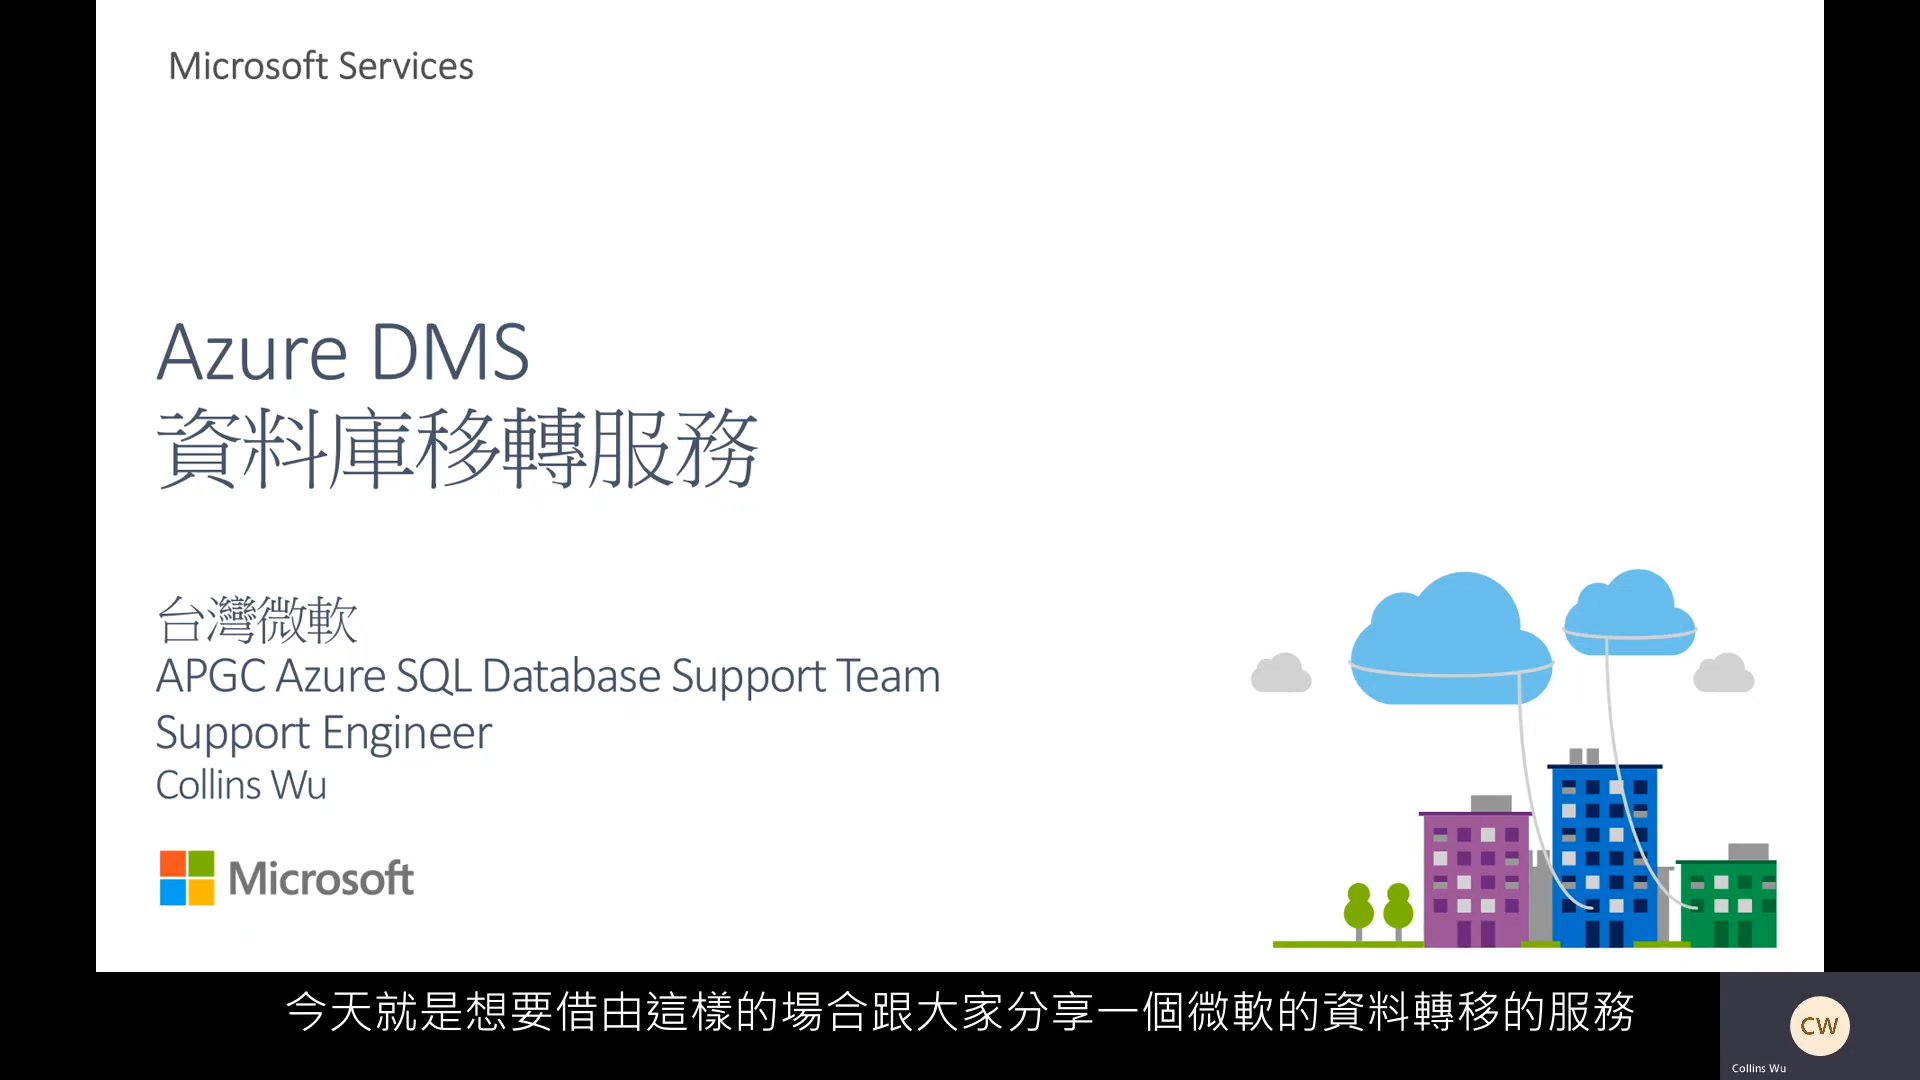 Microsoft Services
Azure DMS
資料庫移轉服務
台灣微軟
APGC Azure SQL Database Support Team
Support Engineer
Collins Wu
Microsoft
今天就是想要借由這樣的場合跟大家分享一個微軟的資料轉移的服務
CW
Collins Wu